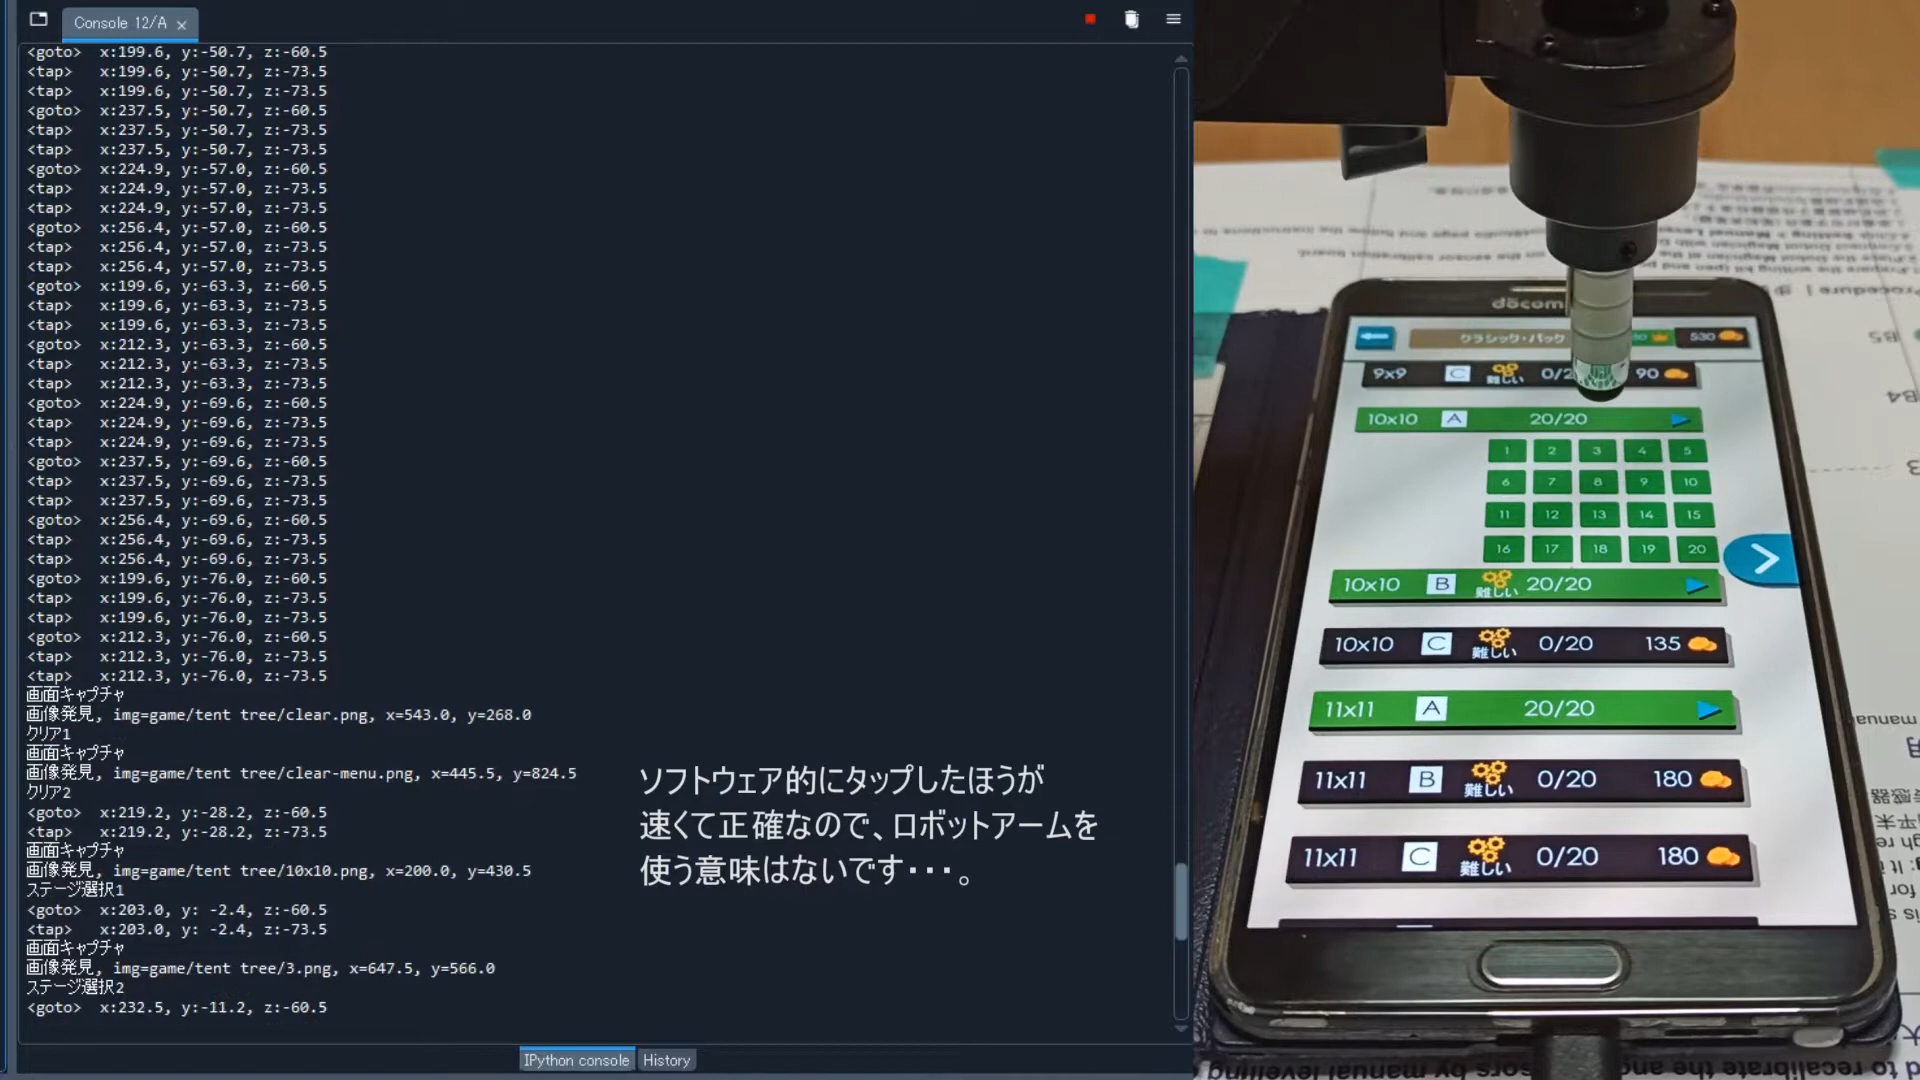 Console 12/A
<goto>  x:199.6, y:-50.7, z:-60.5
<tap>   x:199.6, y:-50.7, z:-73.5
<tap>   x:199.6, y:-50.7, z:-73.5
<goto>  x:237.5, y:-50.7, z:-60.5
<tap>   x:237.5, y:-50.7, z:-73.5
<tap>   x:237.5, y:-50.7, z:-73.5
<goto>  x:224.9, y:-57.0, z:-60.5
<tap>   x:224.9, y:-57.0, z:-73.5
<tap>   x:224.9, y:-57.0, z:-73.5
<goto>  x:256.4, y:-57.0, z:-60.5
<tap>   x:256.4, y:-57.0, z:-73.5
<tap>   x:256.4, y:-57.0, z:-73.5
<goto>  x:199.6, y:-63.3, z:-60.5
<tap>   x:199.6, y:-63.3, z:-73.5
<tap>   x:199.6, y:-63.3, z:-73.5
<goto>  x:212.3, y:-63.3, z:-60.5
<tap>   x:212.3, y:-63.3, z:-73.5
<tap>   x:212.3, y:-63.3, z:-73.5
<goto>  x:224.9, y:-69.6, z:-60.5
<tap>   x:224.9, y:-69.6, z:-73.5
<tap>   x:224.9, y:-69.6, z:-73.5
<goto>  x:237.5, y:-69.6, z:-60.5
<tap>   x:237.5, y:-69.6, z:-73.5
<tap>   x:237.5, y:-69.6, z:-73.5
<goto>  x:256.4, y:-69.6, z:-60.5
<tap>   x:256.4, y:-69.6, z:-73.5
<tap>   x:256.4, y:-69.6, z:-73.5
<goto>  x:199.6, y:-76.0, z:-60.5
<tap>   x:199.6, y:-76.0, z:-73.5
<tap>   x:199.6, y:-76.0, z:-73.5
<goto>  x:212.3, y:-76.0, z:-60.5
<tap>   x:212.3, y:-76.0, z:-73.5
<tap>   x:212.3, y:-76.0, z:-73.5
画面キャプチャ
画像発見, img=game/tent tree/clear.png, x=543.0, y=268.0
クリア1
画面キャプチャ
画像発見, img=game/tent tree/clear-menu.png, x=445.5, y=824.5
クリア2
<goto>  x:219.2, y:-28.2, z:-60.5
<tap>   x:219.2, y:-28.2, z:-73.5
画面キャプチャ
画像発見, img=game/tent tree/10x10.png, x=200.0, y=430.5
ステージ選択1
<goto>  x:203.0, y: -2.4, z:-60.5
<tap>   x:203.0, y: -2.4, z:-73.5
画面キャプチャ
画像発見, img=game/tent tree/3.png, x=647.5, y=566.0
ステージ選択2
<goto>  x:232.5, y:-11.2, z:-60.5
IPython console History
ソフトウェア的にタップしたほうが
速くて正確なので、ロボットアームを
使う意味はないです・・・。
docom
クラシック・パック 530
9x9 C 難しい 90
10x10 A 20/20
1 2 3 4 5
6 7 8 9 10
11 12 13 14 15
16 17 18 19 20
10x10 B 難しい 20/20
10x10 C 難しい 0/20 135
11x11 A 20/20
11x11 B 難しい 0/20 180
11x11 C 難しい 0/20 180